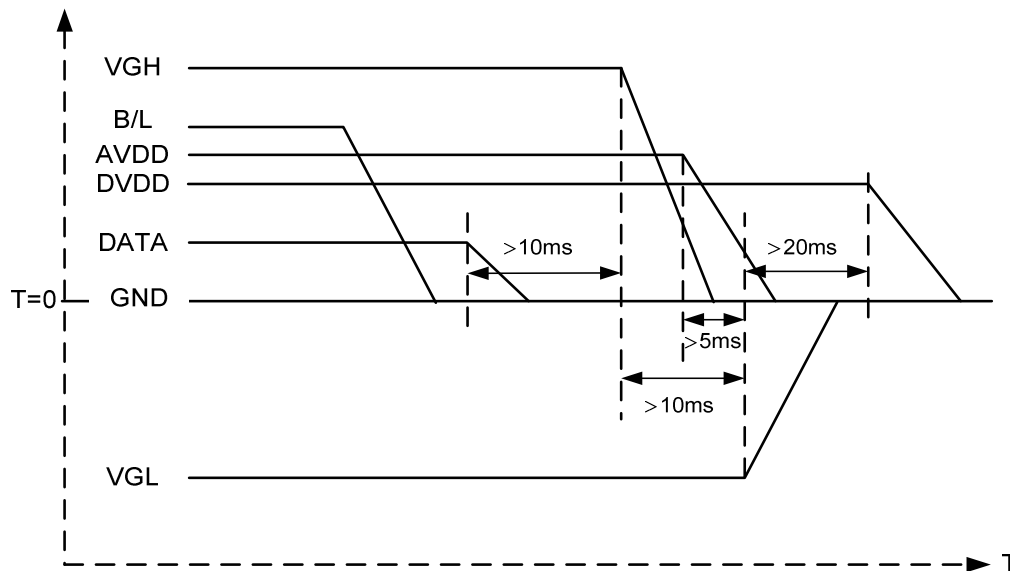 VGH
B/L
AVDD
DVDD
DATA
>10ms
>20ms
T=0
GND
>5ms
>10ms
VGL
T